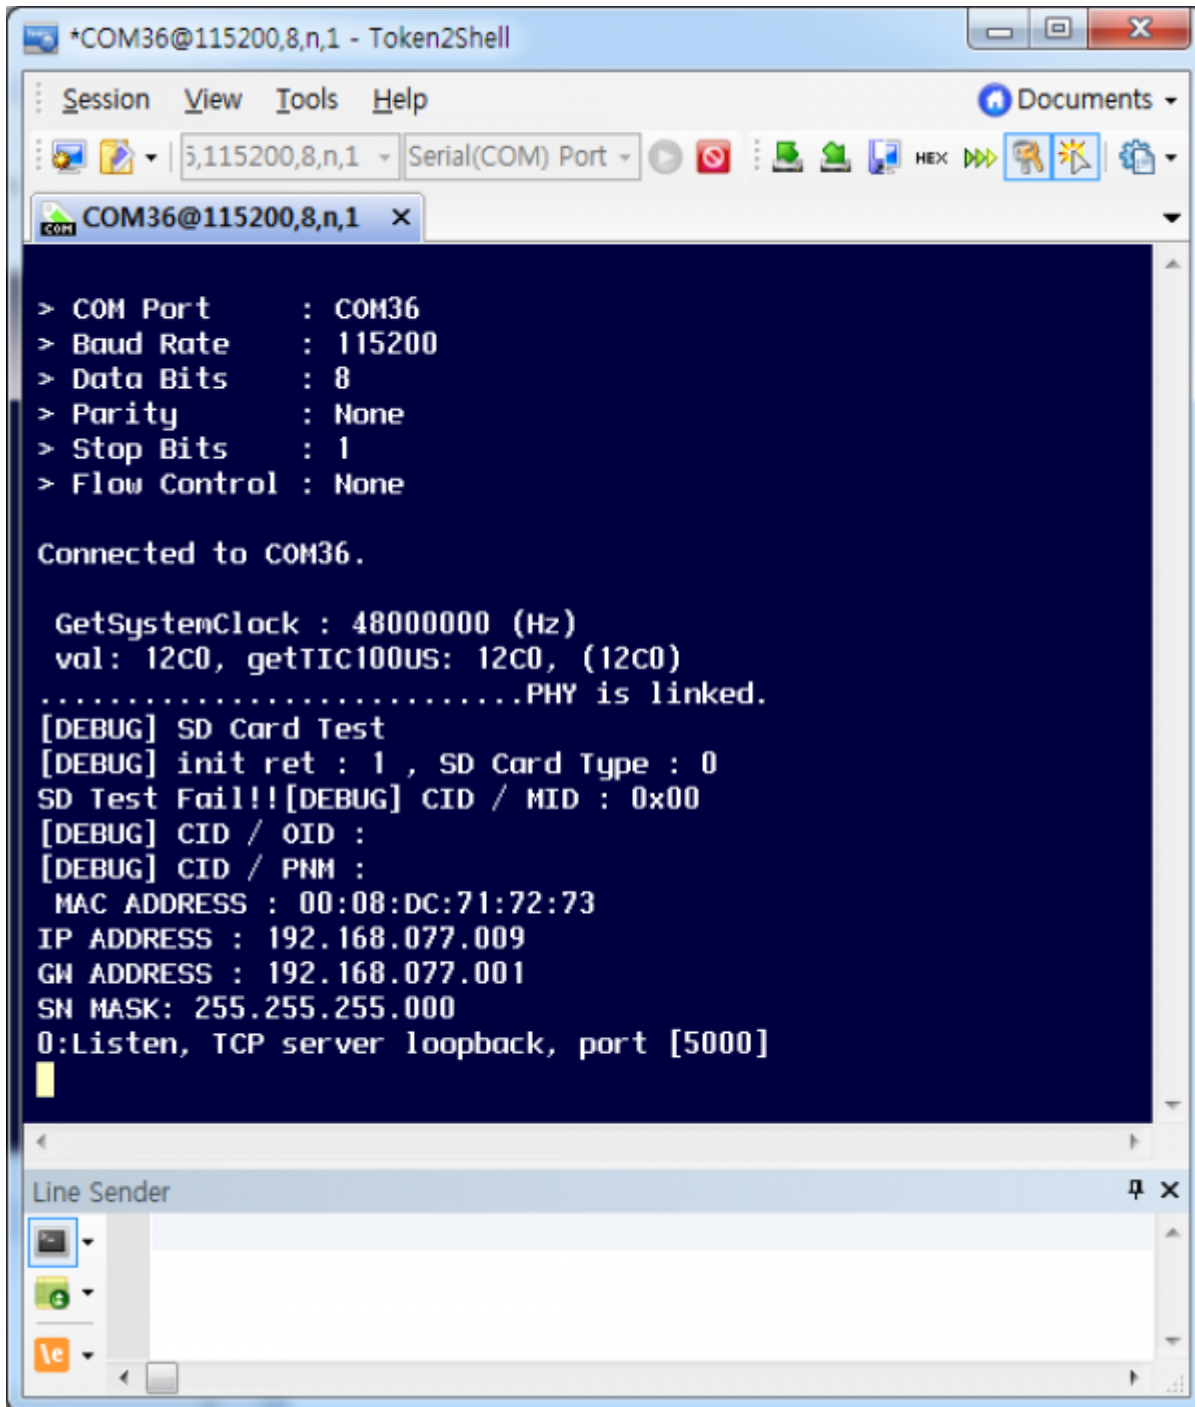 *COM36@115200,8,n,1 - Token2Shell
Session View Tools Help Documents
5,115200,8,n,1 Serial(COM) Port HEX
COM COM36@115200,8,n,1
> COM Port : COM36
> Baud Rate : 115200
> Data Bits : 8
> Parity : None
> Stop Bits : 1
> Flow Control : None
Connected to COM36.
GetSystemClock : 48000000 (Hz)
val: 12C0, getTIC100US: 12C0, (12C0)
............................PHY is linked.
[DEBUG] SD Card Test
[DEBUG] init ret : 1 , SD Card Type : 0
SD Test Fail!![DEBUG] CID / MID : 0x00
[DEBUG] CID / OID :
[DEBUG] CID / PNM :
MAC ADDRESS : 00:08:DC:71:72:73
IP ADDRESS : 192.168.077.009
GW ADDRESS : 192.168.077.001
SN MASK: 255.255.255.000
0:Listen, TCP server loopback, port [5000]
Line Sender
\e